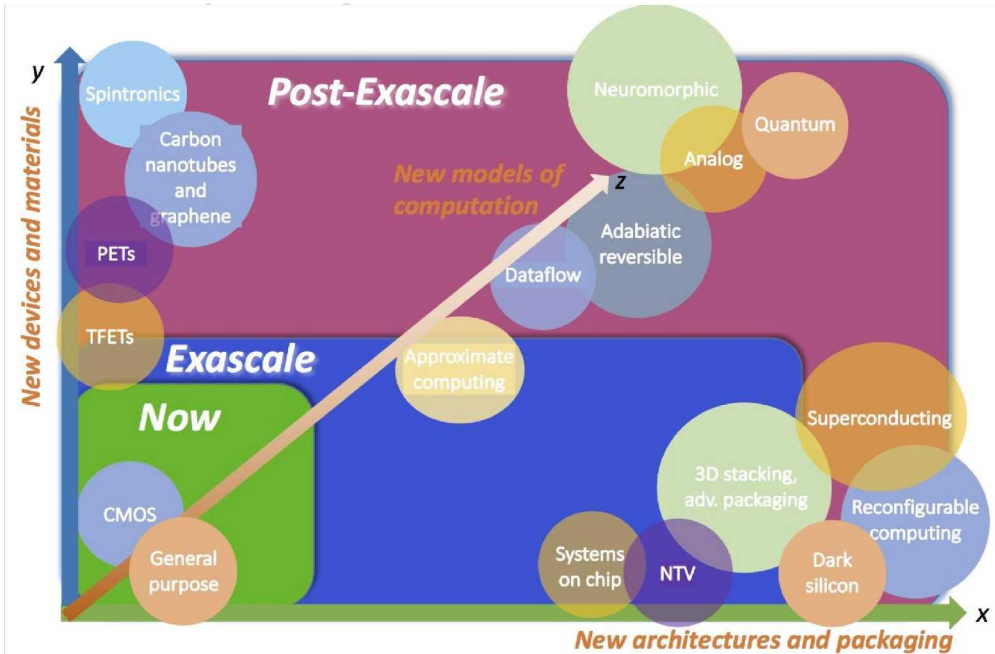 y
New devices and materials
Spintronics
Carbon
nanotubes
and
graphene
PETs
TFETs
Post-Exascale
Neuromorphic
Quantum
Analog
New models of
computation
z
Adabiatic
reversible
Dataflow
Exascale
Approximate
computing
Now
Superconducting
3D stacking,
adv. packaging
Reconfigurable
computing
CMOS
General
purpose
Systems
on chip
NTV
Dark
silicon
x
New architectures and packaging